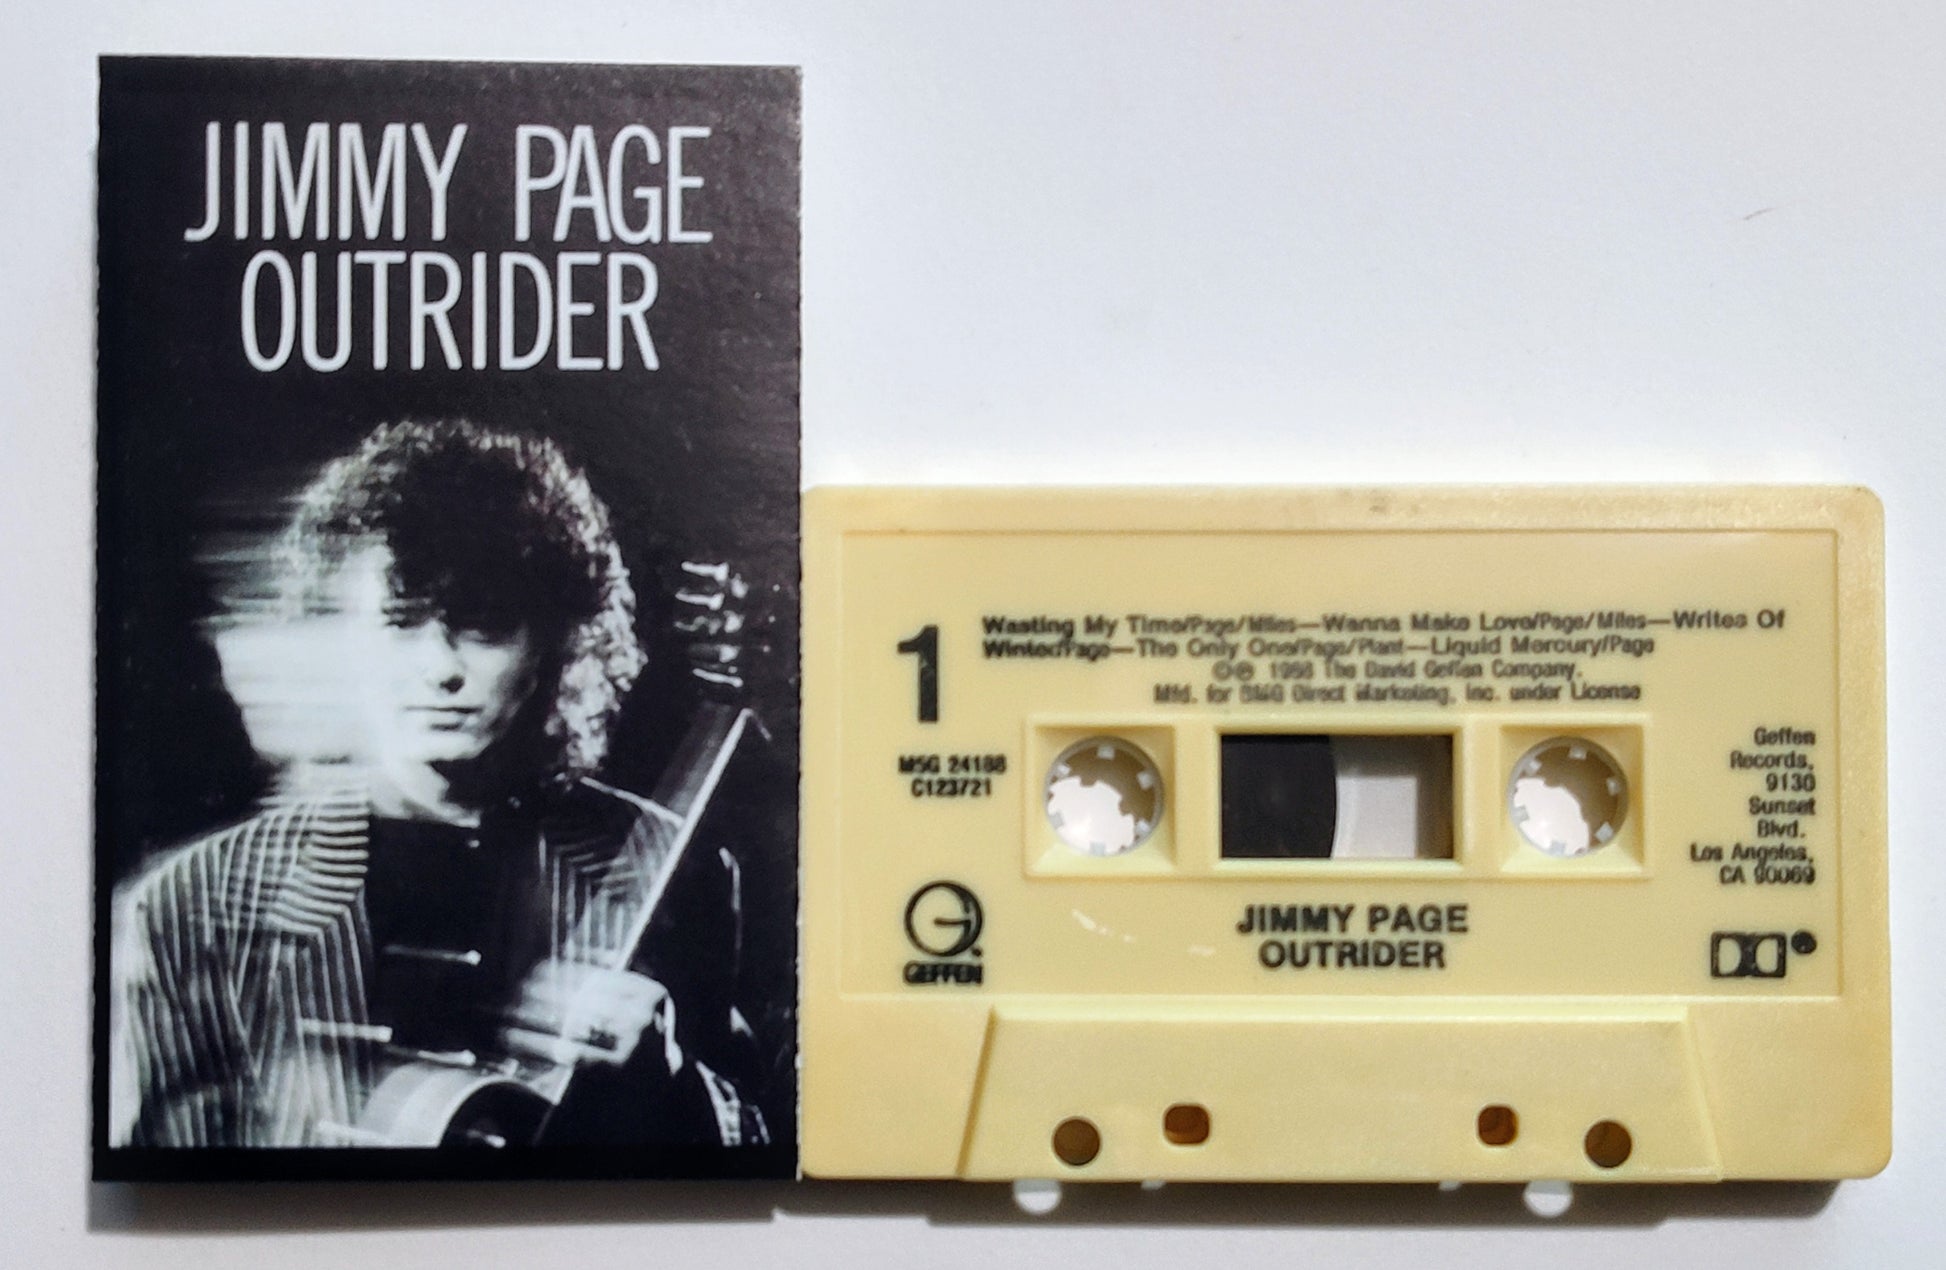 JIMMY PAGE
OUTRIDER
1
Wasting My Time/Page/Miles—Wanna Make Love/Page/Miles—Writes Of
Winter/Page—The Only One/Page/Plant—Liquid Mercury/Page
©℗ 1988 The David Geffen Company.
Mfd. for BMG Direct Marketing, Inc. under License
M5G 24188
C123721
Geffen
Records,
9130
Sunset
Blvd.
Los Angeles,
CA 90069
GEFFEN
JIMMY PAGE
OUTRIDER